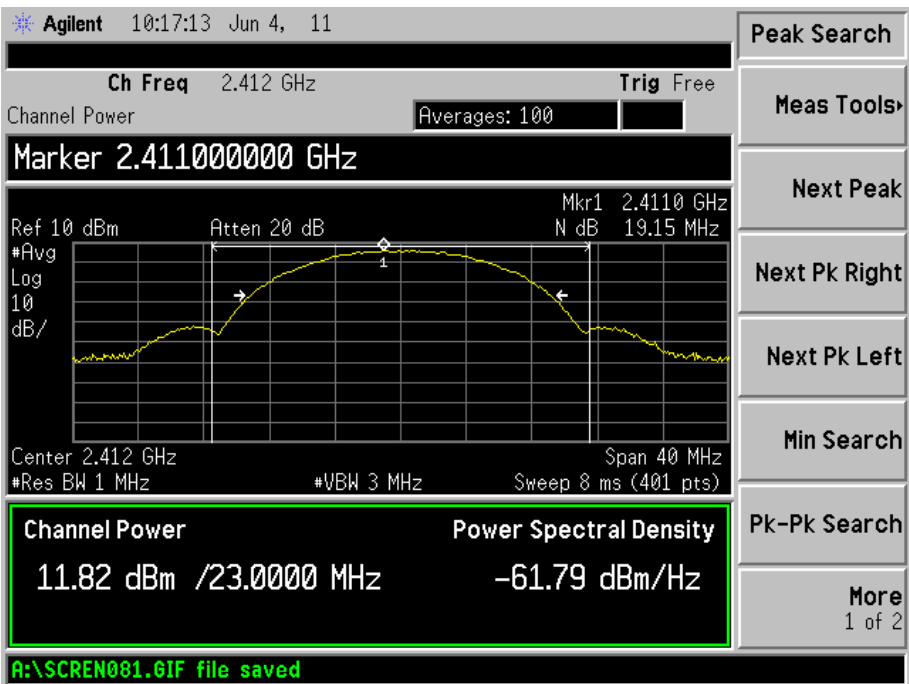 Agilent 10:17:13 Jun 4, 11
Peak Search
Ch Freq 2.412 GHz Trig Free
Channel Power Averages: 100
Marker 2.411000000 GHz
Mkr1 2.4110 GHz
Ref 10 dBm Atten 20 dB N dB 19.15 MHz
#Avg
Log
10
dB/
1
Center 2.412 GHz Span 40 MHz
#Res BW 1 MHz #VBW 3 MHz Sweep 8 ms (401 pts)
Channel Power Power Spectral Density
11.82 dBm /23.0000 MHz -61.79 dBm/Hz
A:\SCREN081.GIF file saved
Meas Tools
Next Peak
Next Pk Right
Next Pk Left
Min Search
Pk-Pk Search
More
1 of 2